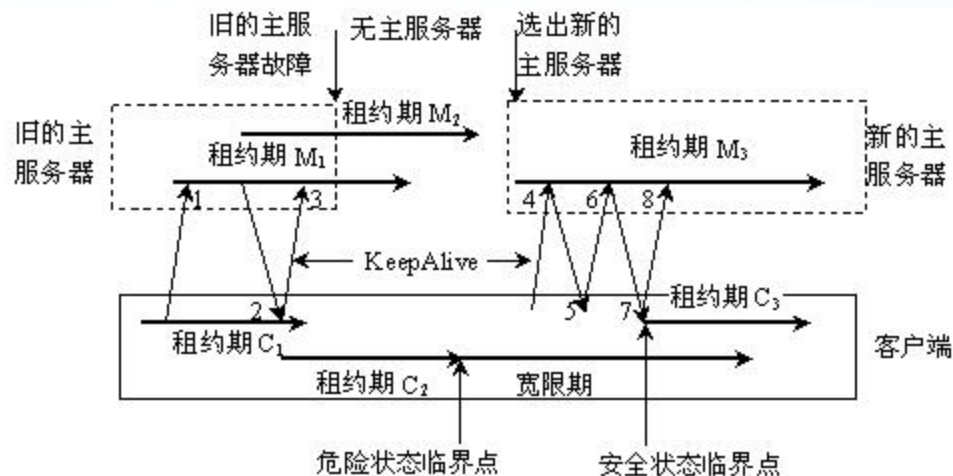 旧的主服
务器故障
无主服务器
选出新的
主服务器
旧的主
服务器
租约期 M₂
租约期 M₁
租约期 M₃
新的主
服务器
1
3
4
6
8
KeepAlive
2
5
7
租约期 C₃
租约期 C₁
客户端
租约期 C₂
宽限期
危险状态临界点
安全状态临界点